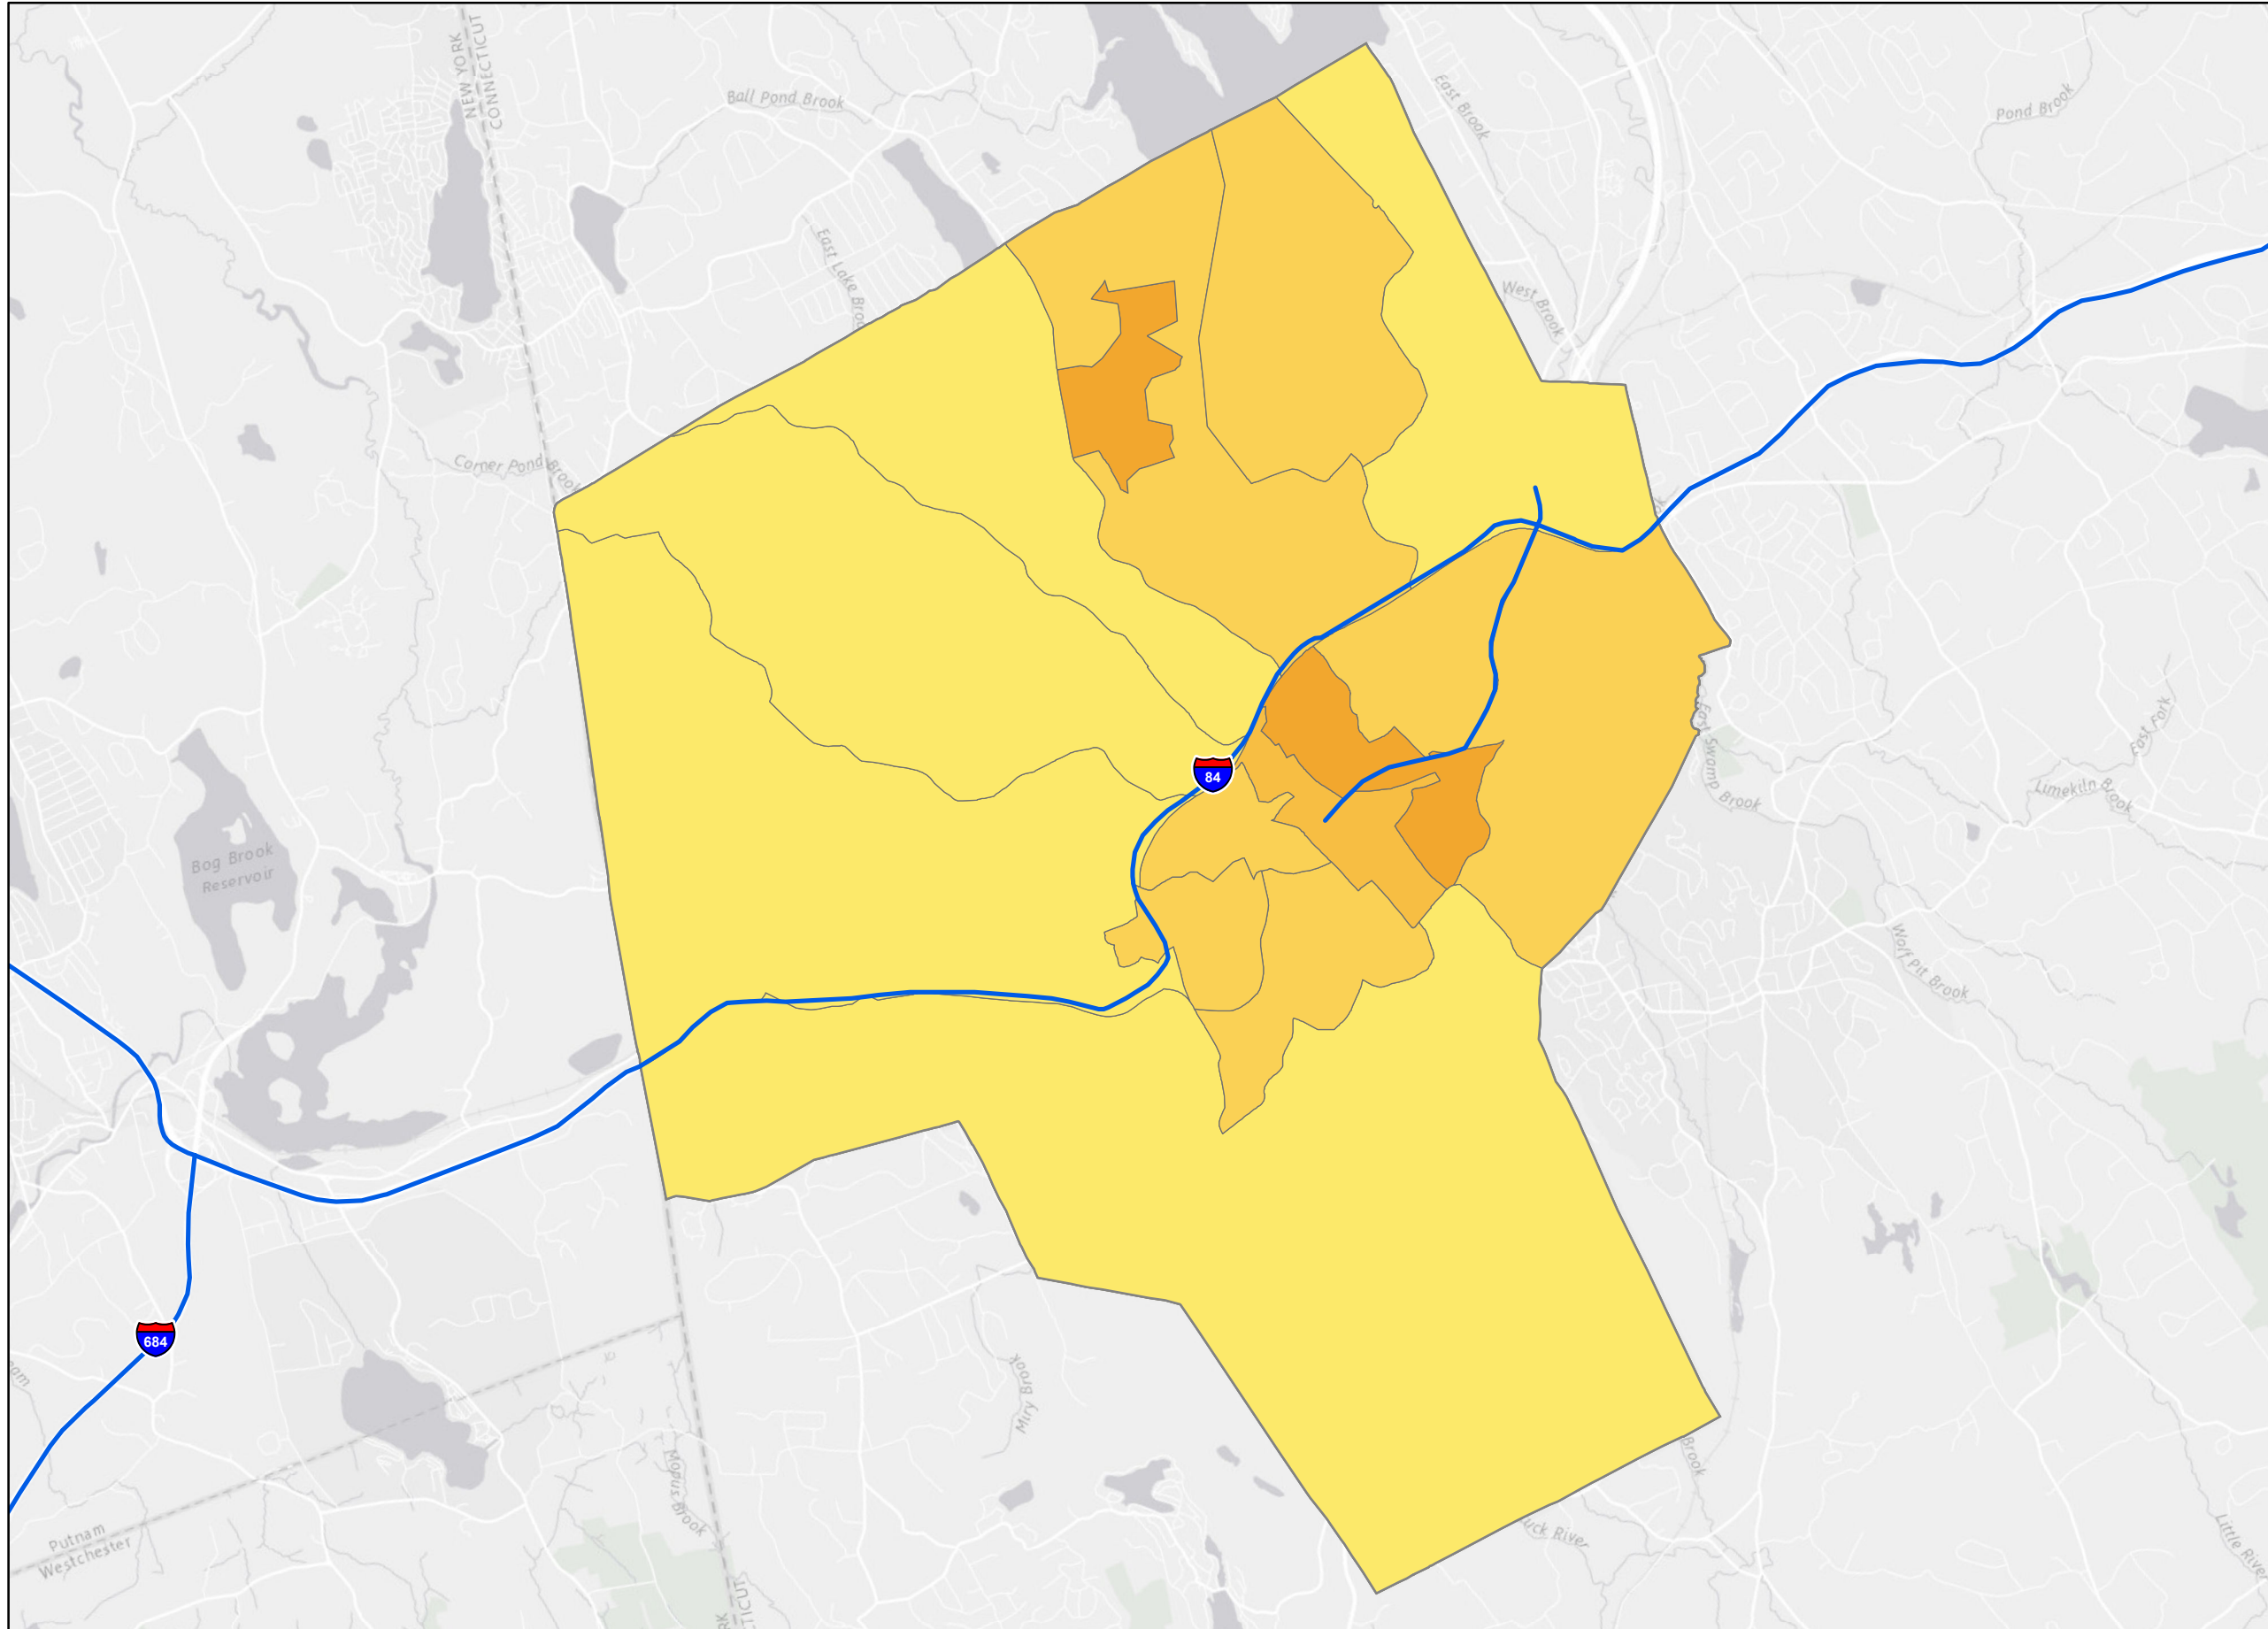 NEW YORK
CONNECTICUT
Ball Pond Brook
East Brook
Pond Brook
East Lake
West Brook
Corner Pond Brook
84
East Swamp
Brook
East Fork
Limekiln Brook
Bog Brook
Reservoir
Wolf Pit Brook
684
Miry Brook
Mopus Brook
Brook
Putnam
Westchester
River
Little River
TICUT